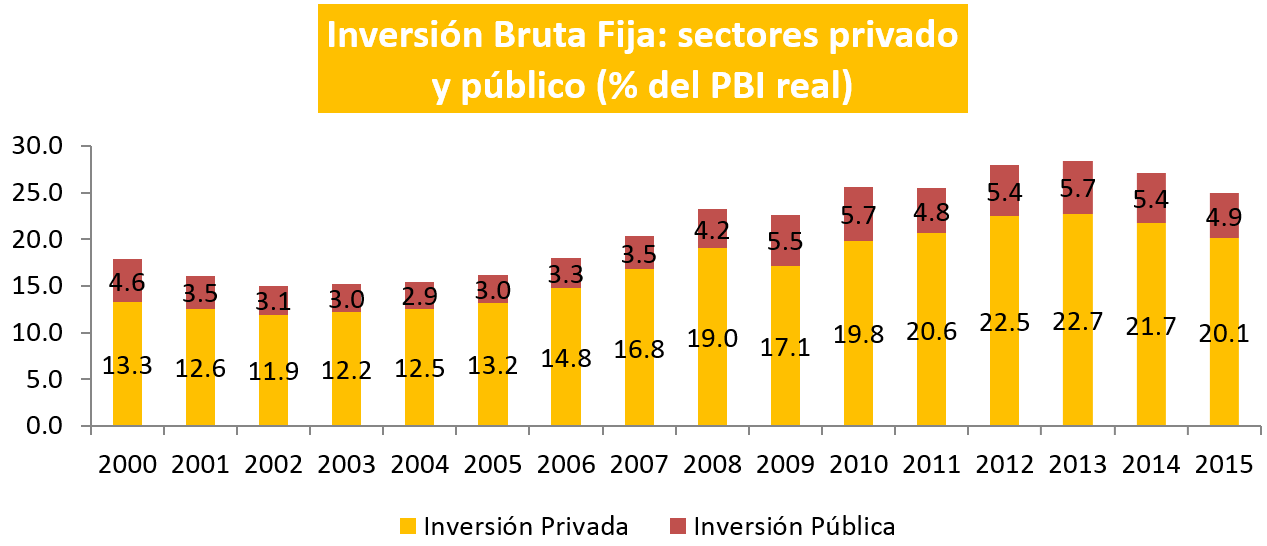 Inversión Bruta Fija: sectores privado
y público (% del PBI real)
30.0
25.0
20.0
15.0
10.0
5.0
0.0
4.6 3.5 3.1 3.0 2.9 3.0 3.3 3.5 4.2 5.5 5.7 4.8 5.4 5.7 5.4 4.9
13.3 12.6 11.9 12.2 12.5 13.2 14.8 16.8 19.0 17.1 19.8 20.6 22.5 22.7 21.7 20.1
2000 2001 2002 2003 2004 2005 2006 2007 2008 2009 2010 2011 2012 2013 2014 2015
Inversión Privada Inversión Pública